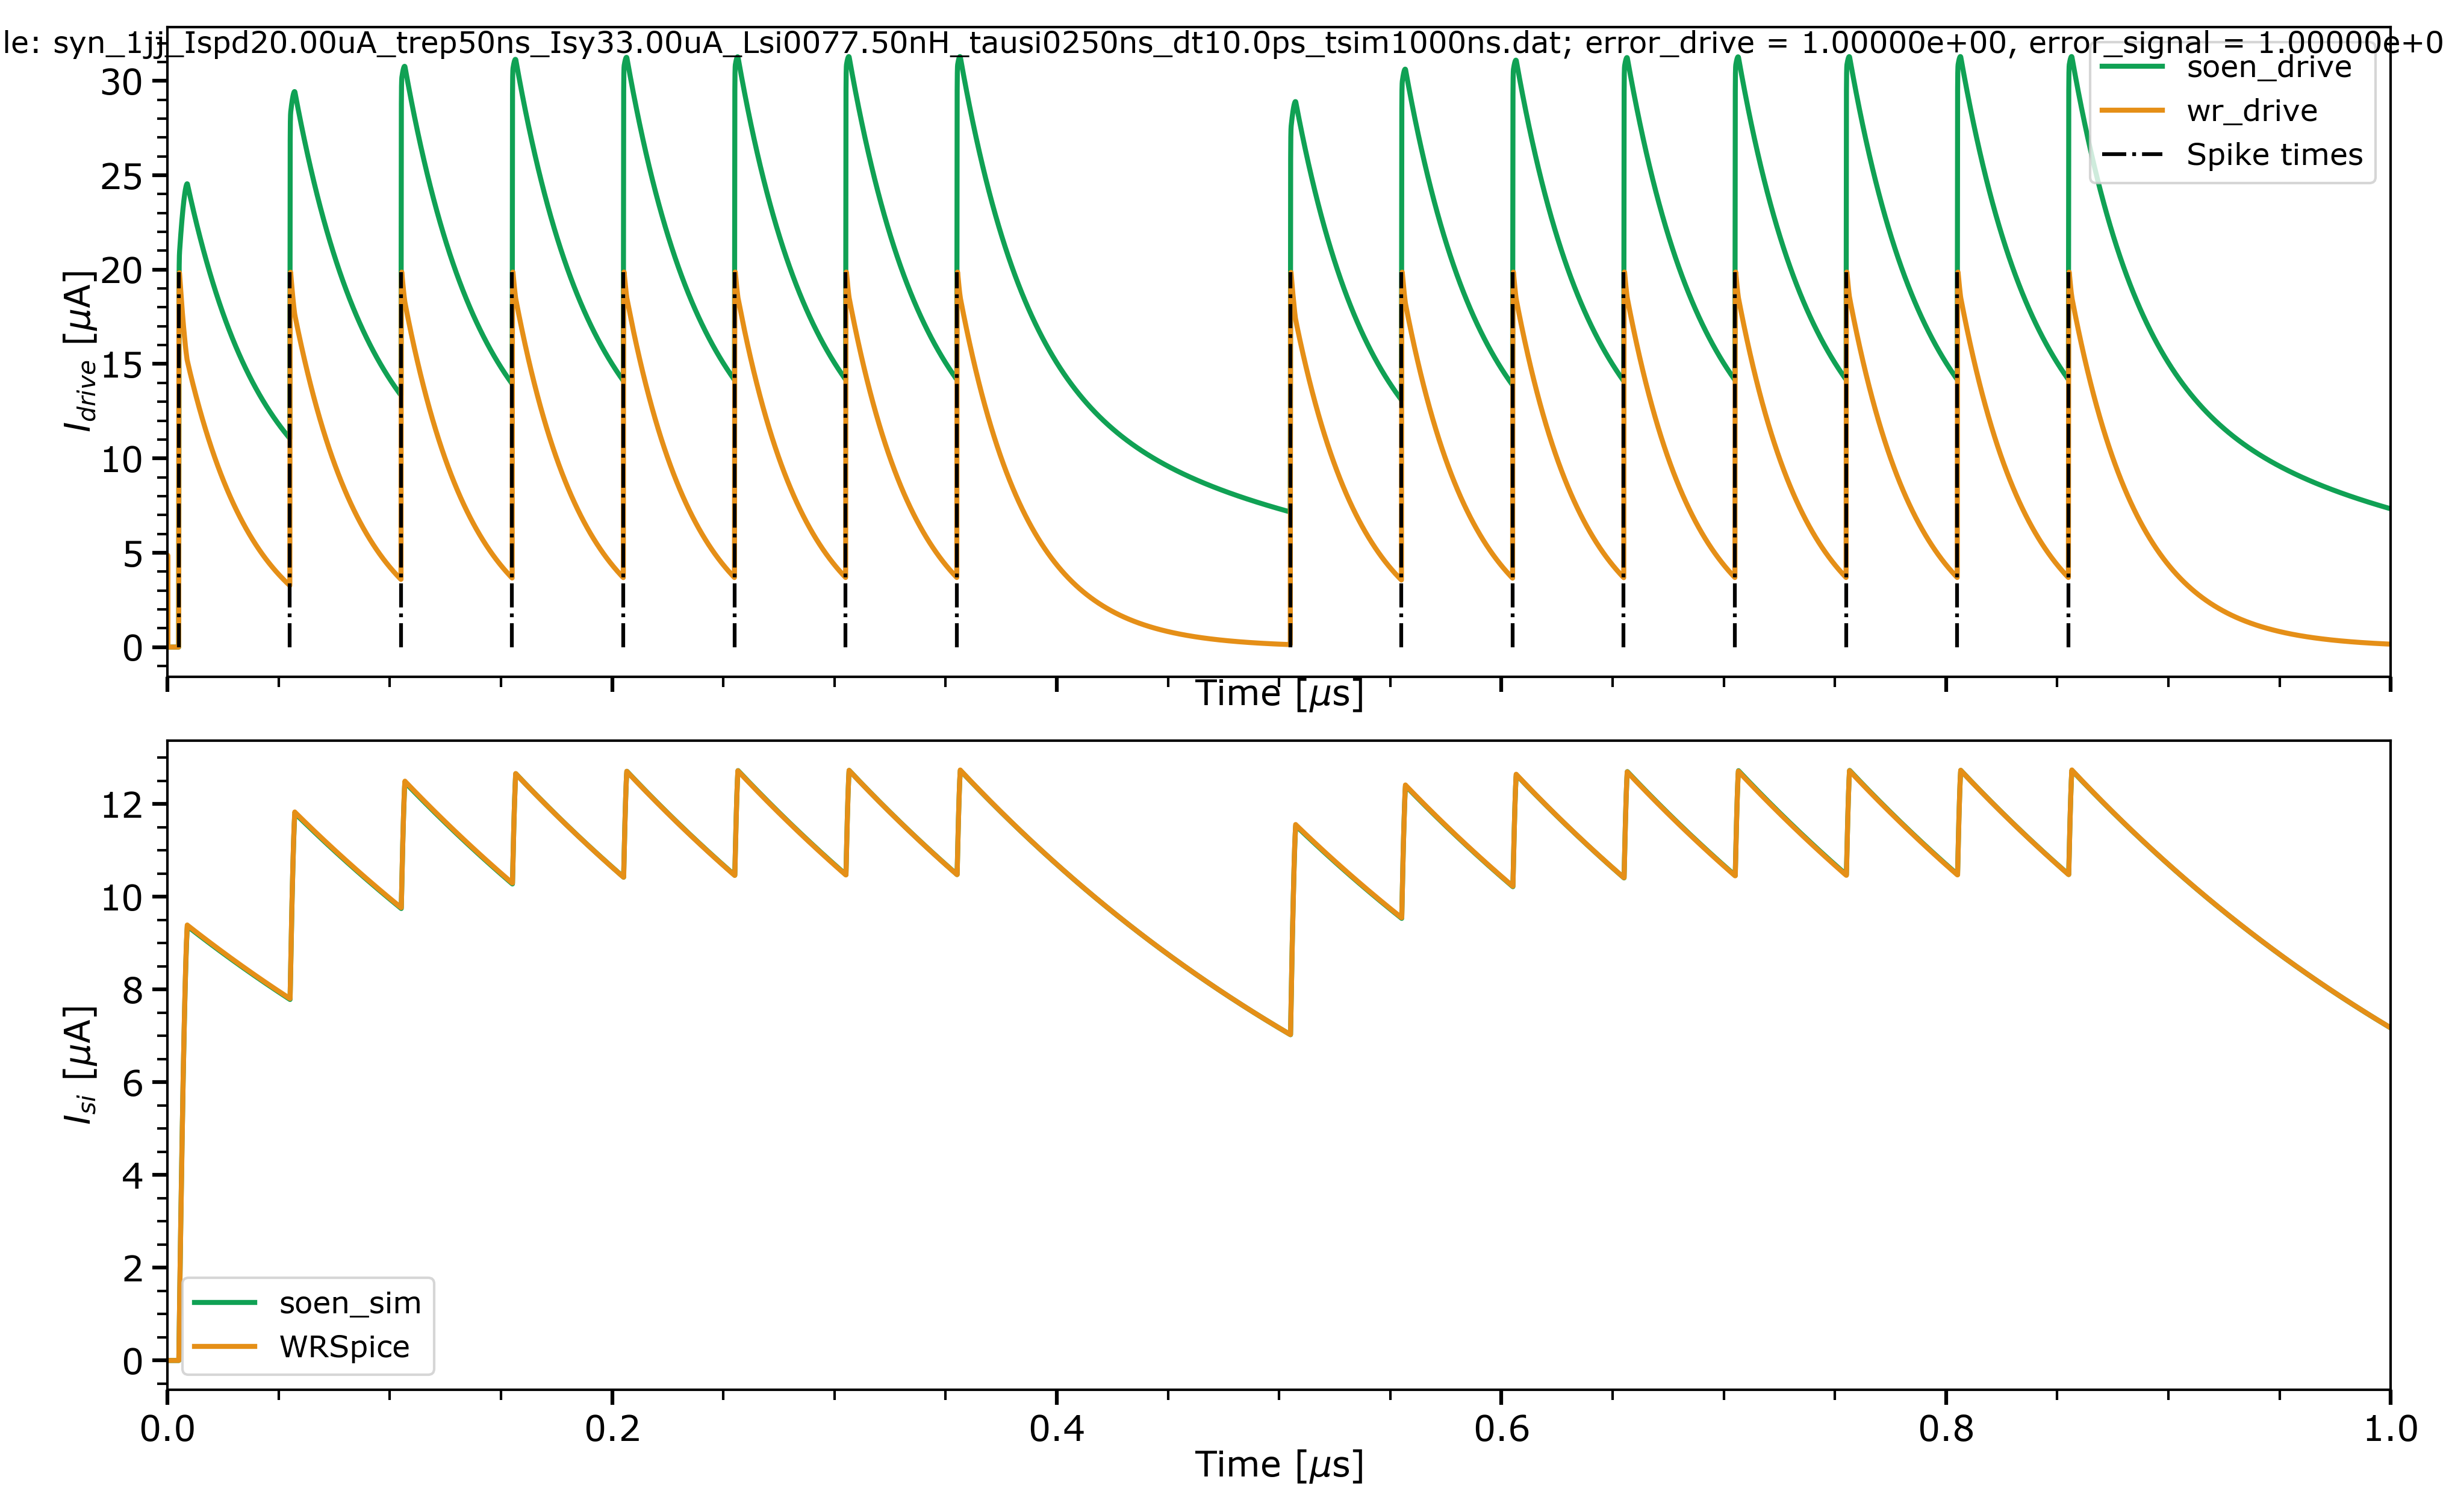 le: syn_1jj_Ispd20.00uA_trep50ns_Isy33.00uA_Lsi0077.50nH_tausi0250ns_dt10.0ps_tsim1000ns.dat; error_drive = 1.00000e+00, error_signal = 1.00000e+0
soen_drive
wr_drive
Spike times
30
25
20
15
10
5
0
I_drive [μA]
Time [μs]
12
10
8
6
4
2
0
I_si [μA]
soen_sim
WRSpice
0.0 0.2 0.4 0.6 0.8 1.0
Time [μs]